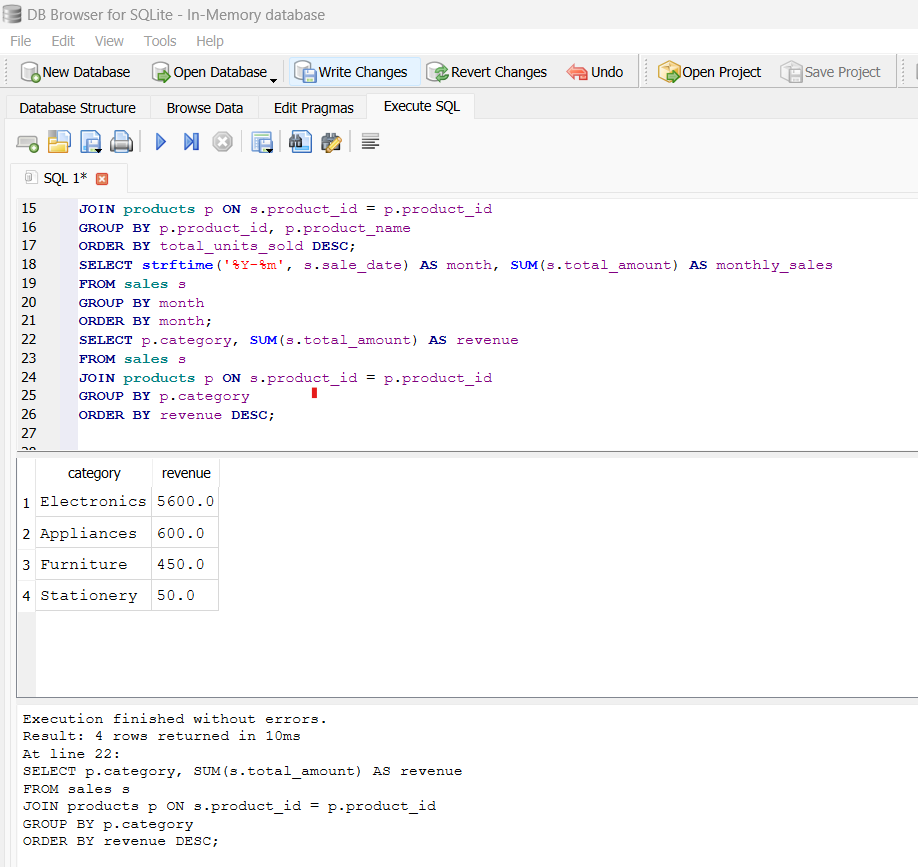 DB Browser for SQLite - In-Memory database
File Edit View Tools Help
New Database Open Database Write Changes Revert Changes Undo Open Project Save Project
Database Structure Browse Data Edit Pragmas Execute SQL
SQL 1*
15 JOIN products p ON s.product_id = p.product_id
16 GROUP BY p.product_id, p.product_name
17 ORDER BY total_units_sold DESC;
18 SELECT strftime('%Y-%m', s.sale_date) AS month, SUM(s.total_amount) AS monthly_sales
19 FROM sales s
20 GROUP BY month
21 ORDER BY month;
22 SELECT p.category, SUM(s.total_amount) AS revenue
23 FROM sales s
24 JOIN products p ON s.product_id = p.product_id
25 GROUP BY p.category
26 ORDER BY revenue DESC;
27
category revenue
1 Electronics 5600.0
2 Appliances 600.0
3 Furniture 450.0
4 Stationery 50.0
Execution finished without errors.
Result: 4 rows returned in 10ms
At line 22:
SELECT p.category, SUM(s.total_amount) AS revenue
FROM sales s
JOIN products p ON s.product_id = p.product_id
GROUP BY p.category
ORDER BY revenue DESC;